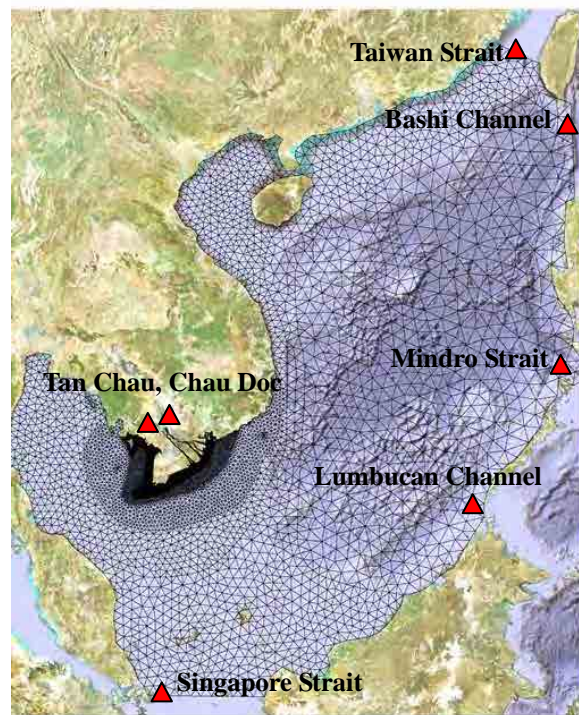 Taiwan Strait
Bashi Channel
Mindro Strait
Tan Chau, Chau Doc
Lumbucan Channel
Singapore Strait